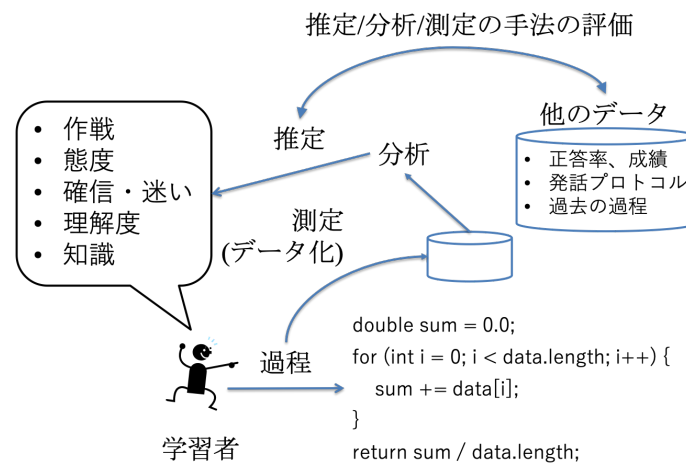 推定/分析/測定の手法の評価
他のデータ
• 正答率、成績
• 発話プロトコル
• 過去の過程
• 作戦
• 態度
• 確信・迷い
• 理解度
• 知識
推定
分析
測定
(データ化)
過程
学習者
double sum = 0.0;
for (int i = 0; i < data.length; i++) {
sum += data[i];
}
return sum / data.length;